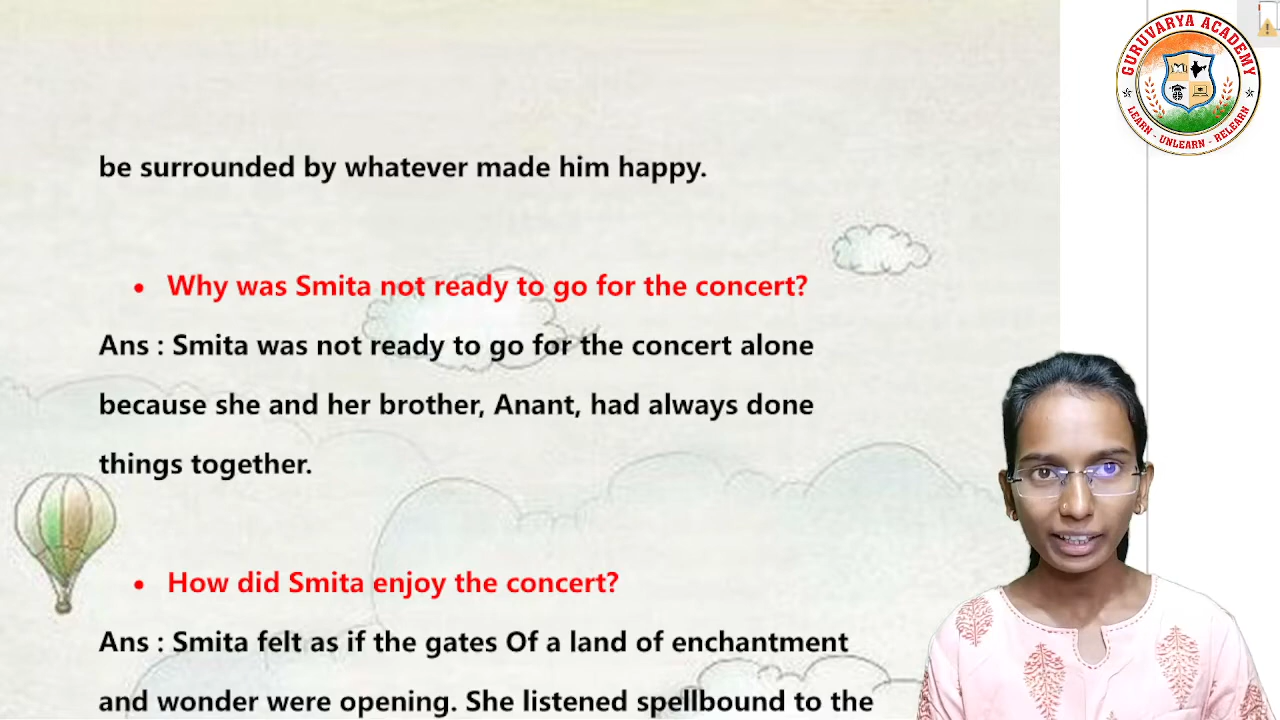 GURUVARYA ACADEMY
LEARN - UNLEARN - RELEARN
be surrounded by whatever made him happy.
• Why was Smita not ready to go for the concert?
Ans : Smita was not ready to go for the concert alone
because she and her brother, Anant, had always done
things together.
• How did Smita enjoy the concert?
Ans : Smita felt as if the gates Of a land of enchantment
and wonder were opening. She listened spellbound to the